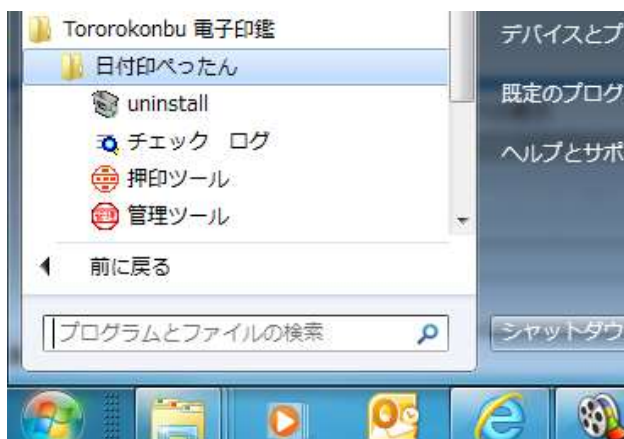 Tororokonbu 電子印鑑
日付印ぺったん
uninstall
チェック ログ
押印ツール
管理ツール
前に戻る
プログラムとファイルの検索
デバイスとプ
既定のプログ
ヘルプとサポ
シャットダウ